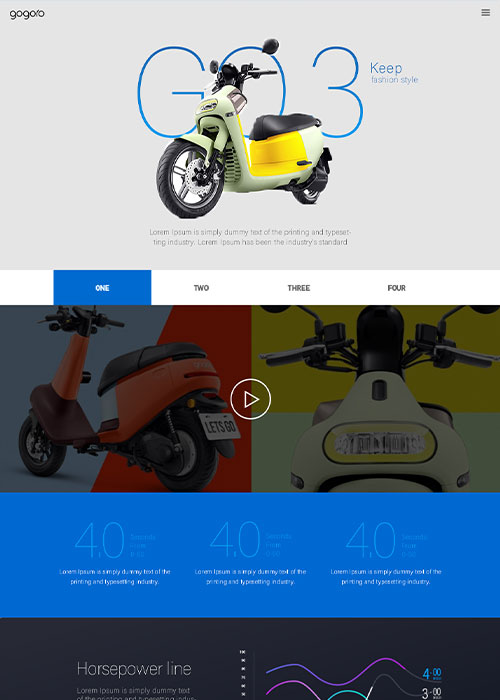 gogoro
GO 3
Keep
fashion style
Lorem Ipsum is simply dummy text of the printing and typeset-
ting industry. Lorem Ipsum has been the industry's standard
ONE
TWO
THREE
FOUR
LET'S GO
4.0
Seconds
From
0-50
4.0
Seconds
From
0-50
4.0
Seconds
From
0-50
Lorem Ipsum is simply dummy text of the
printing and typesetting industry.
Lorem Ipsum is simply dummy text of the
printing and typesetting industry.
Lorem Ipsum is simply dummy text of the
printing and typesetting industry.
Horsepower line
Lorem Ipsum is simply dummy text
of the printing and typesetting indus-
4·00
3·00